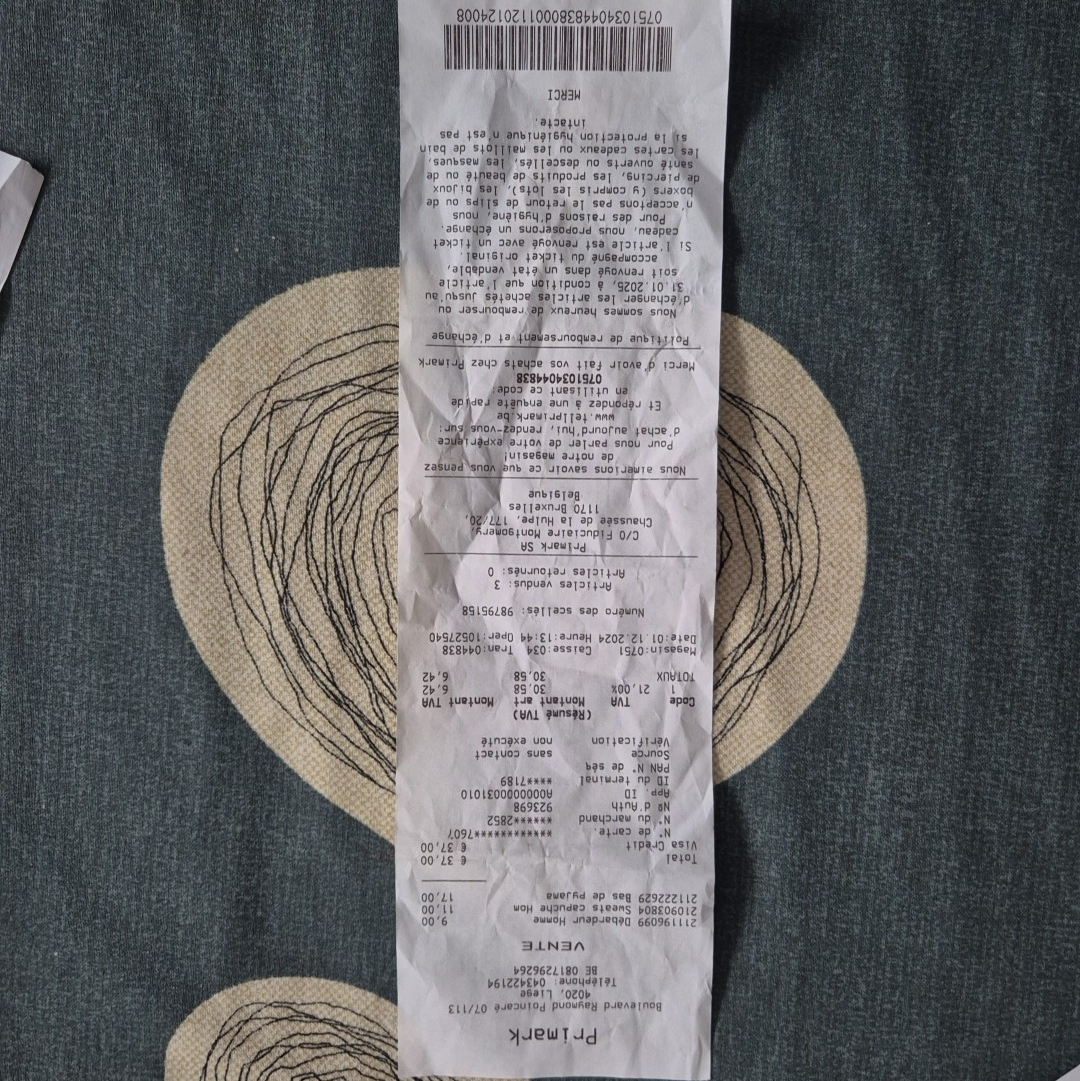 Primark
Boulevard Raymond Poincaré 07/113
4020, Liege
Téléphone: 043422194
BE 0817296264
VENTE
211196099 Débardeur Homme 9,00
210903804 Sweats capuche Hom 11,00
211222629 Bas de pyjama 17,00
Total € 37,00
Visa Credit € 37,00
N° de carte. ************7607
N° du marchand ******2852
Nº d'Auth 923698
App. ID A0000000031010
ID du terminal ****7189
PAN N° de séq
Source sans contact
Vérification non exécuté
(Résumé TVA)
Code TVA Montant art Montant TVA
1 21,00% 30,58 6,42
TOTAUX 30,58 6,42
Magasin:0751 Caisse:034 Tran:044838
Date:01.12.2024 Heure:13:44 Oper:10527540
Numéro des scellés: 98795158
Articles vendus: 3
Articles retournés: 0
Primark SA
C/O Fiduciaire Montgomery,
Chaussée de la Hulpe, 177/20,
1170 Bruxelles
Belgique
Nous aimerions savoir ce que vous pensez
de notre magasin!
Pour nous parler de votre expérience
d'achat aujourd'hui, rendez-vous sur:
www.tellprimark.be
Et répondez à une enquête rapide
en utilisant ce code:
0751034044838
Merci d'avoir fait vos achats chez Primark
Politique de remboursement et d'échange
Nous sommes heureux de rembourser ou
d'échanger les articles achetés jusqu'au
31.01.2025, à condition que l'article
soit renvoyé dans un état vendable,
accompagné du ticket original.
Si l'article est renvoyé avec un ticket
cadeau, nous proposerons un échange.
Pour des raisons d'hygiène, nous
n'acceptons pas le retour de slips ou de
boxers (y compris les lots), les bijoux
de piercing, les produits de beauté ou de
santé ouverts ou descellés, les masques,
les cartes cadeaux ou les maillots de bain
si la protection hygiénique n'est pas
intacte.
MERCI
07510340448380001120124008